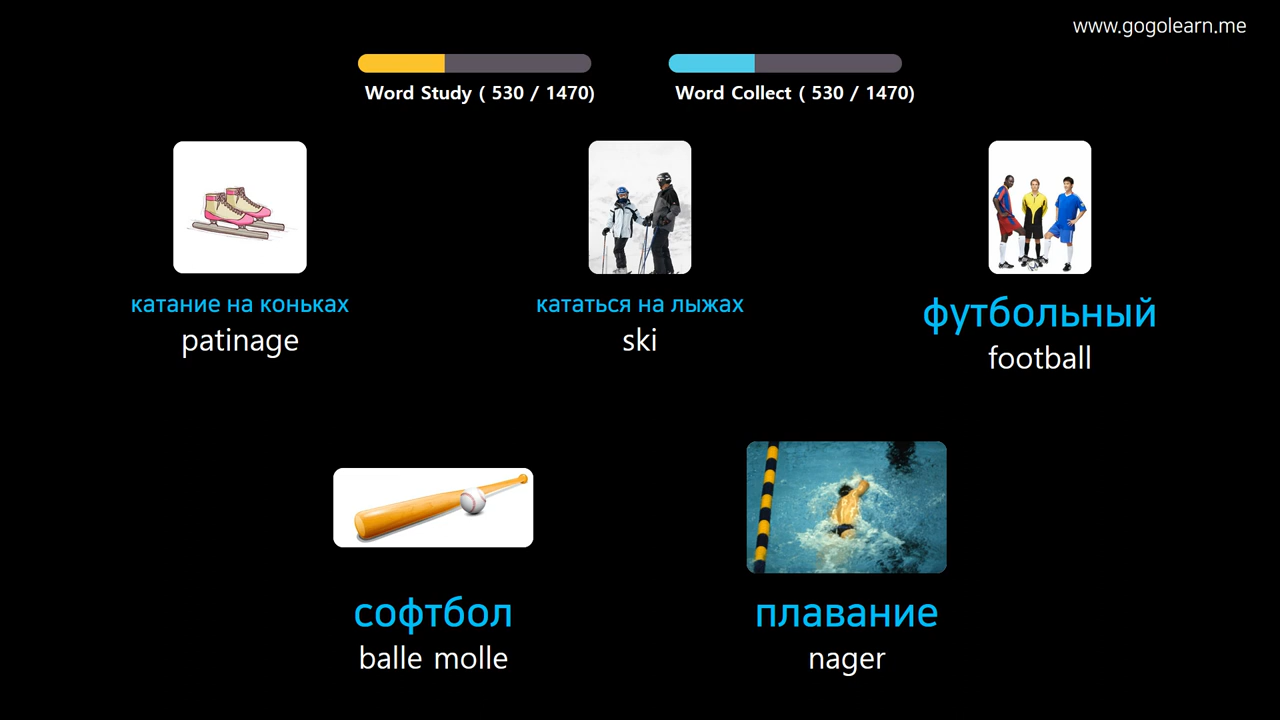 www.gogolearn.me
Word Study ( 530 / 1470)
Word Collect ( 530 / 1470)
катание на коньках
patinage
кататься на лыжах
ski
футбольный
football
софтбол
balle molle
плавание
nager